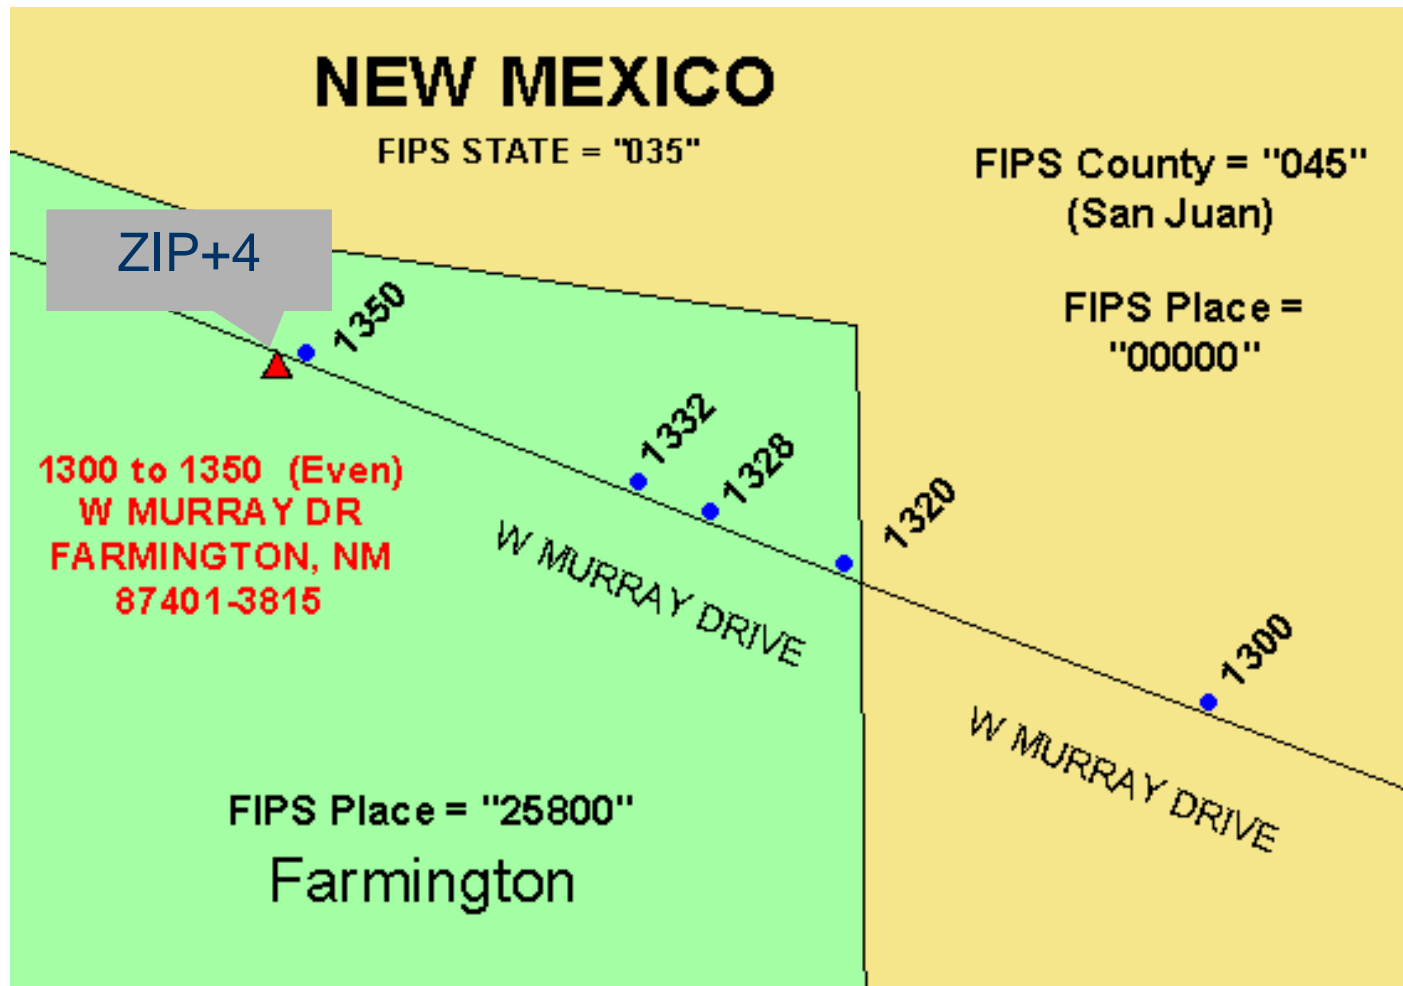 NEW MEXICO
FIPS STATE = "035"
FIPS County = "045"
(San Juan)
FIPS Place =
"00000"
ZIP+4
1350
1332
1328
1320
1300
1300 to 1350 (Even)
W MURRAY DR
FARMINGTON, NM
87401-3815
W MURRAY DRIVE
W MURRAY DRIVE
FIPS Place = "25800"
Farmington